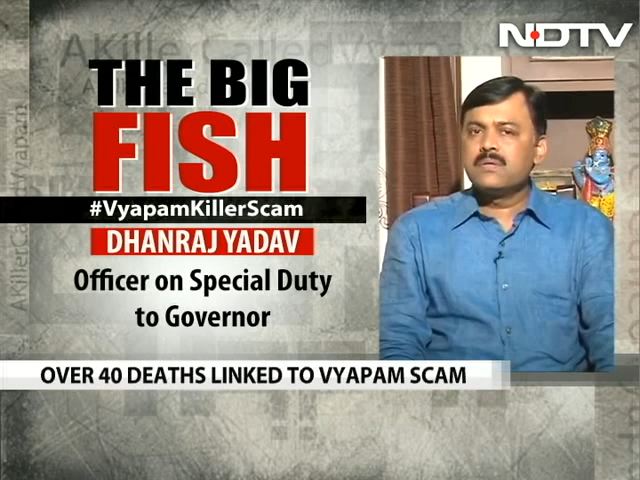 NDTV
AKillerCalledVyapam
THE BIG
FISH
#VyapamKillerScam
DHANRAJ YADAV
Officer on Special Duty
to Governor
OVER 40 DEATHS LINKED TO VYAPAM SCAM